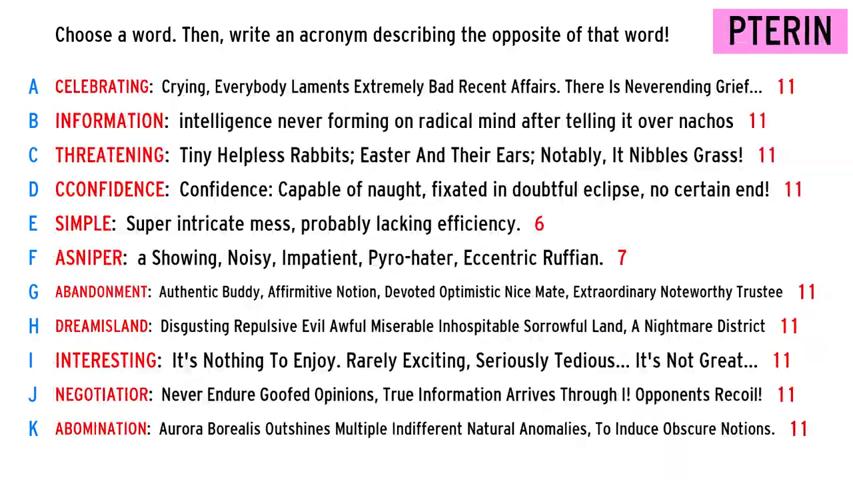 Choose a word. Then, write an acronym describing the opposite of that word!
PTERIN
A CELEBRATING: Crying, Everybody Laments Extremely Bad Recent Affairs. There Is Neverending Grief... 11
B INFORMATION: intelligence never forming on radical mind after telling it over nachos 11
C THREATENING: Tiny Helpless Rabbits; Easter And Their Ears; Notably, It Nibbles Grass! 11
D CCONFIDENCE: Confidence: Capable of naught, fixated in doubtful eclipse, no certain end! 11
E SIMPLE: Super intricate mess, probably lacking efficiency. 6
F ASNIPER: a Showing, Noisy, Impatient, Pyro-hater, Eccentric Ruffian. 7
G ABANDONMENT: Authentic Buddy, Affirmitive Notion, Devoted Optimistic Nice Mate, Extraordinary Noteworthy Trustee 11
H DREAMISLAND: Disgusting Repulsive Evil Awful Miserable Inhospitable Sorrowful Land, A Nightmare District 11
I INTERESTING: It's Nothing To Enjoy. Rarely Exciting, Seriously Tedious... It's Not Great... 11
J NEGOTIATIOR: Never Endure Goofed Opinions, True Information Arrives Through I! Opponents Recoil! 11
K ABOMINATION: Aurora Borealis Outshines Multiple Indifferent Natural Anomalies, To Induce Obscure Notions. 11